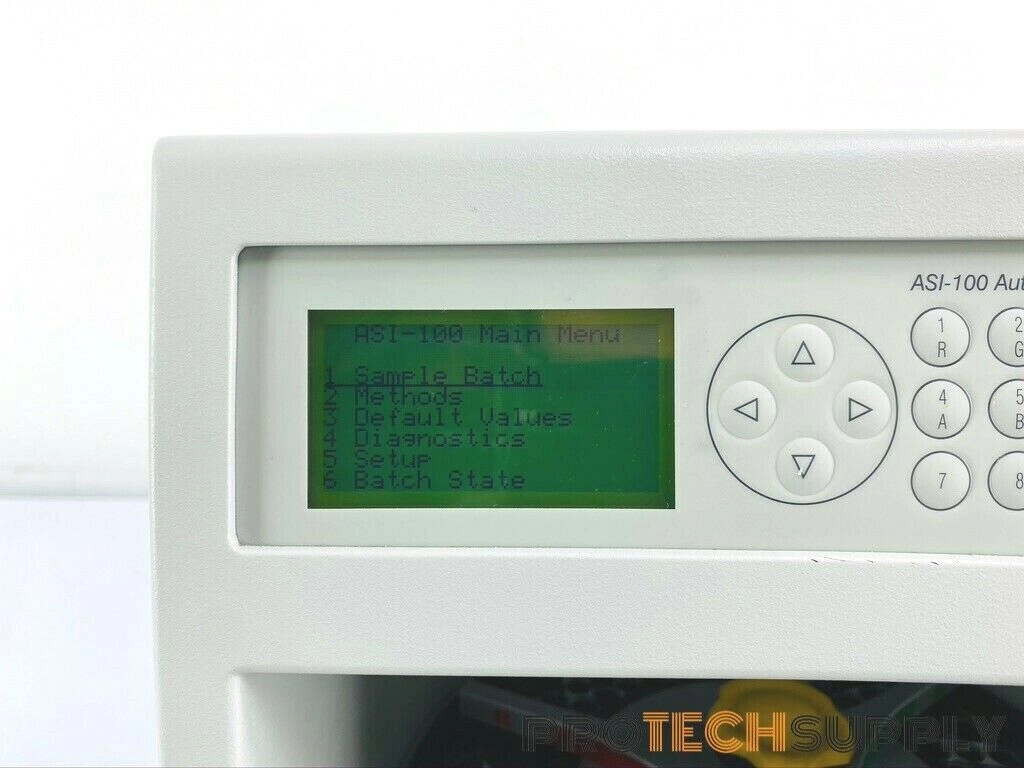 ASI-100 Aut
ASI-100 Main Menu
1 Sample Batch
2 Methods
3 Default Values
4 Diagnostics
5 Setup
6 Batch State
1
R
2
G
4
A
5
B
7
8
PROTECHSUPPLY